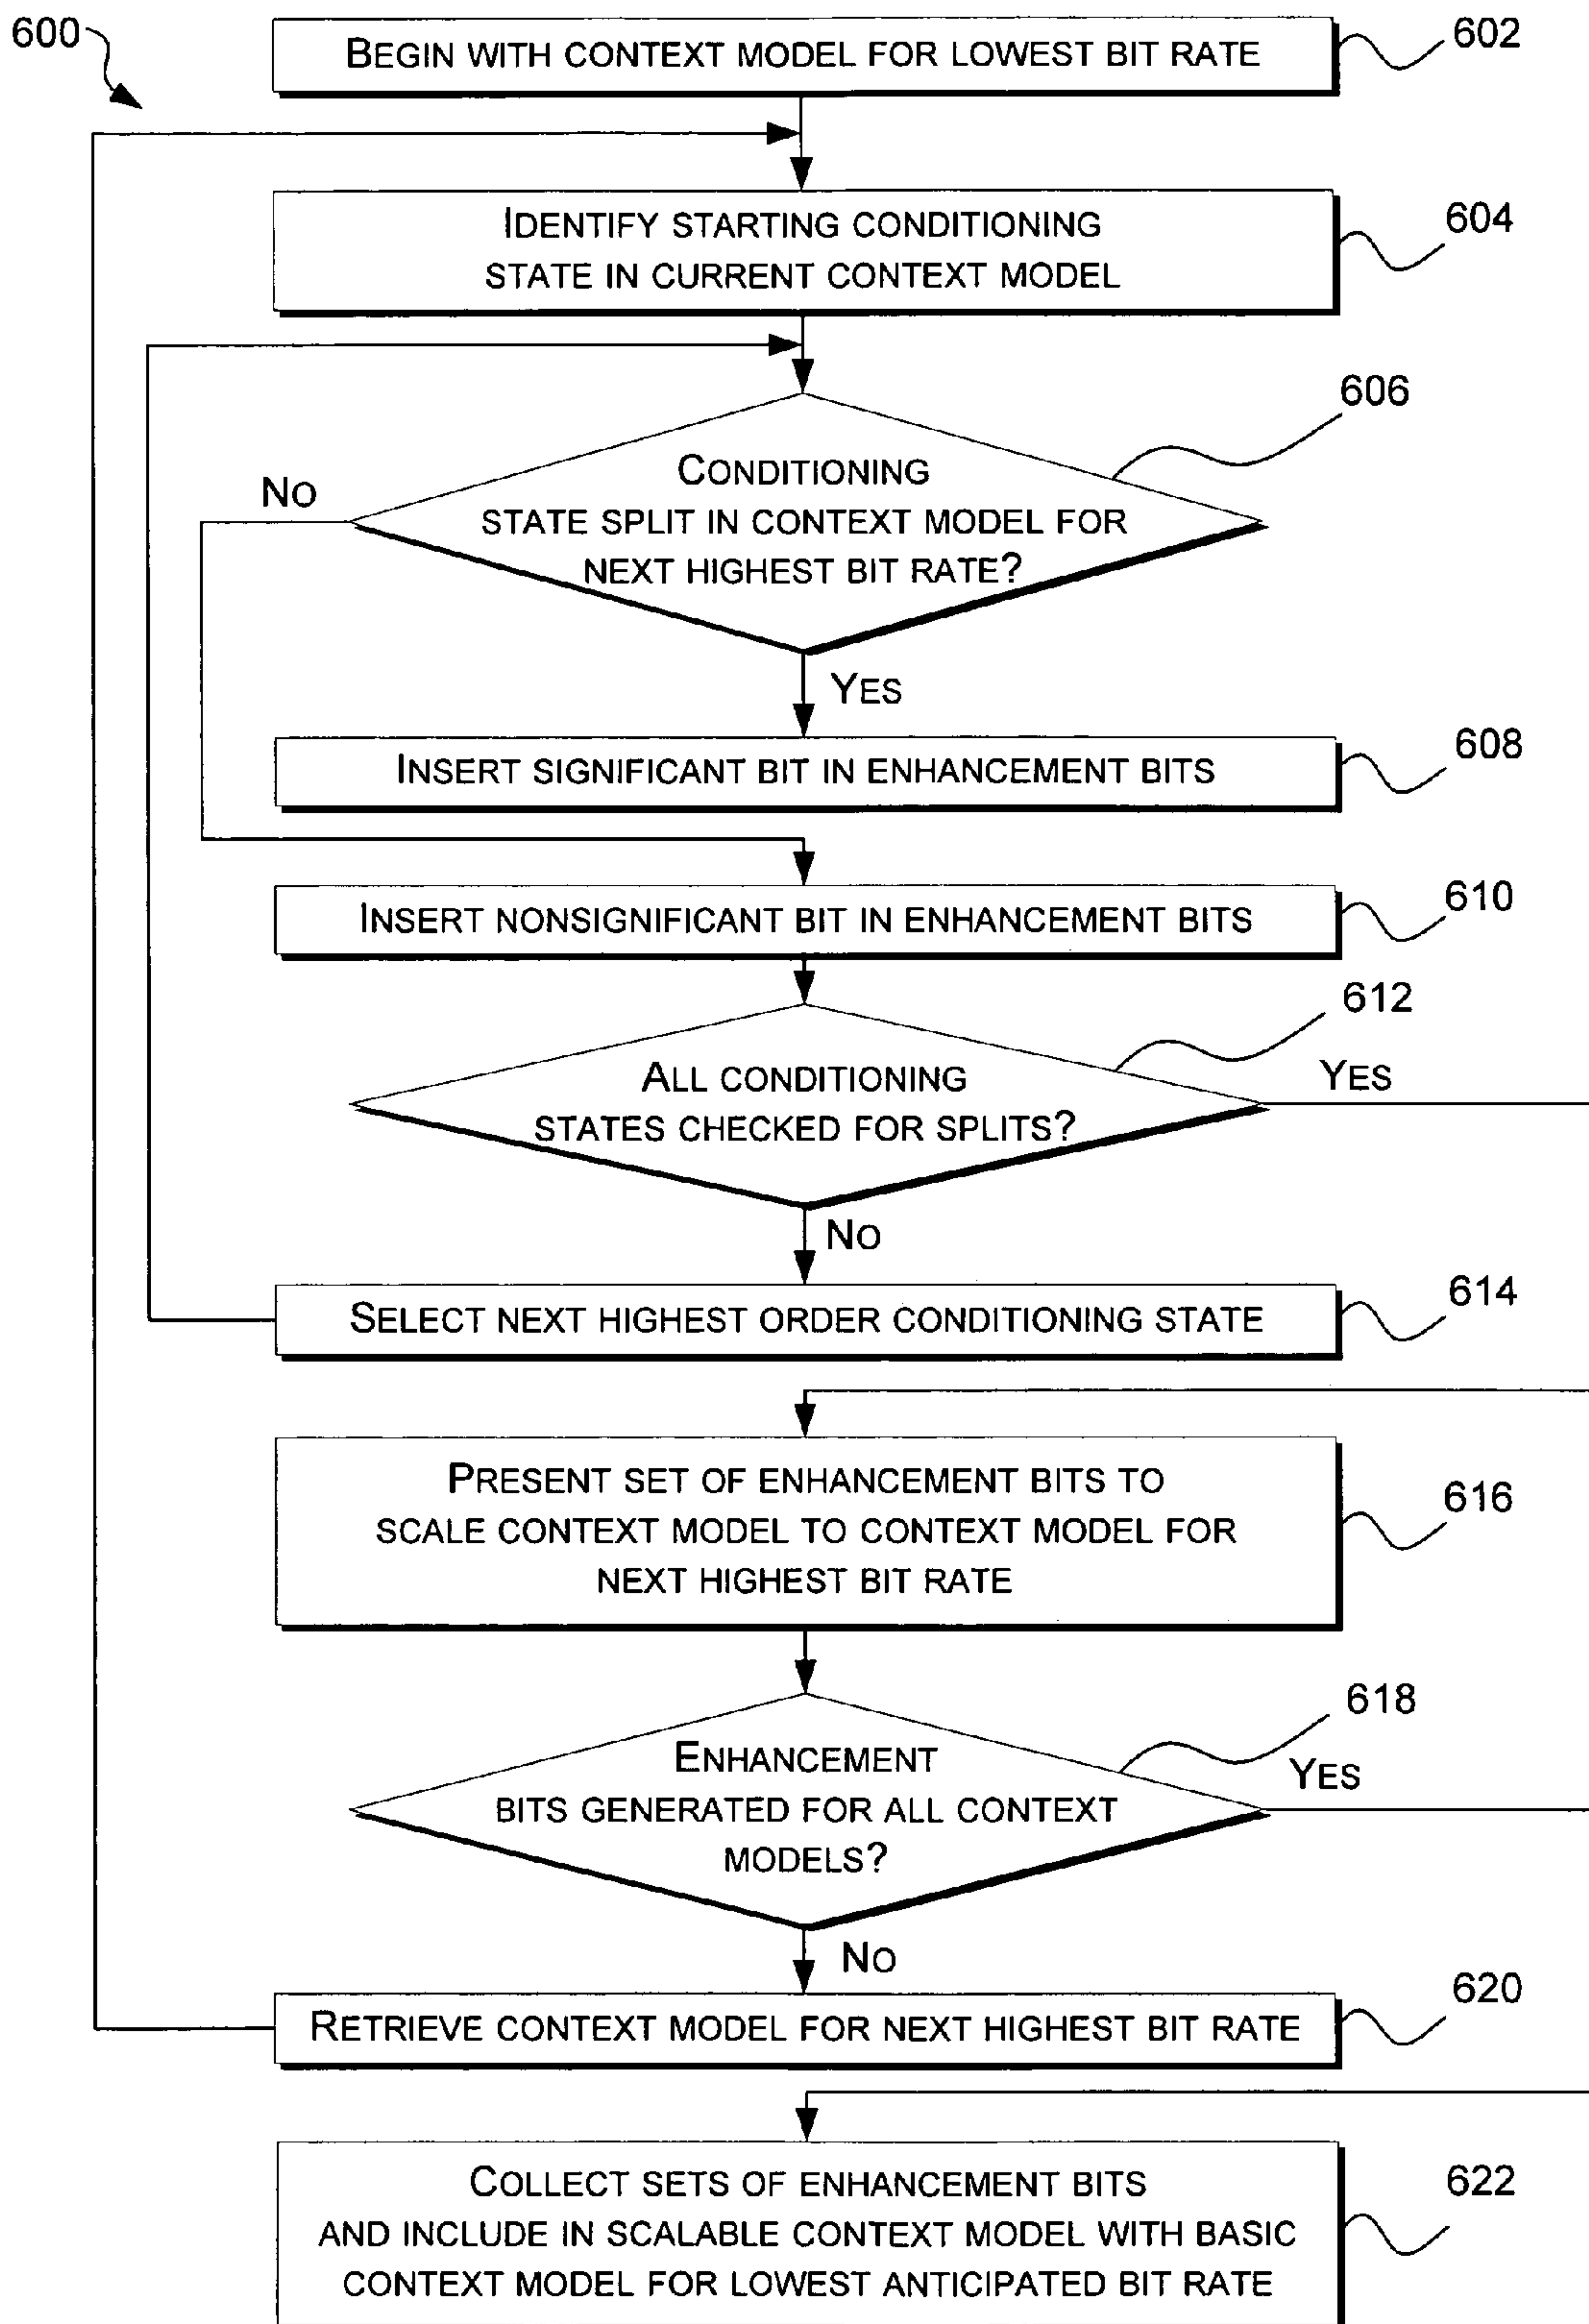 600
BEGIN WITH CONTEXT MODEL FOR LOWEST BIT RATE
602
IDENTIFY STARTING CONDITIONING
STATE IN CURRENT CONTEXT MODEL
604
606
CONDITIONING
STATE SPLIT IN CONTEXT MODEL FOR
NEXT HIGHEST BIT RATE?
NO
YES
INSERT SIGNIFICANT BIT IN ENHANCEMENT BITS
608
INSERT NONSIGNIFICANT BIT IN ENHANCEMENT BITS
610
612
ALL CONDITIONING
STATES CHECKED FOR SPLITS?
YES
NO
SELECT NEXT HIGHEST ORDER CONDITIONING STATE
614
PRESENT SET OF ENHANCEMENT BITS TO
SCALE CONTEXT MODEL TO CONTEXT MODEL FOR
NEXT HIGHEST BIT RATE
616
618
ENHANCEMENT
BITS GENERATED FOR ALL CONTEXT
MODELS?
YES
NO
RETRIEVE CONTEXT MODEL FOR NEXT HIGHEST BIT RATE
620
COLLECT SETS OF ENHANCEMENT BITS
AND INCLUDE IN SCALABLE CONTEXT MODEL WITH BASIC
CONTEXT MODEL FOR LOWEST ANTICIPATED BIT RATE
622